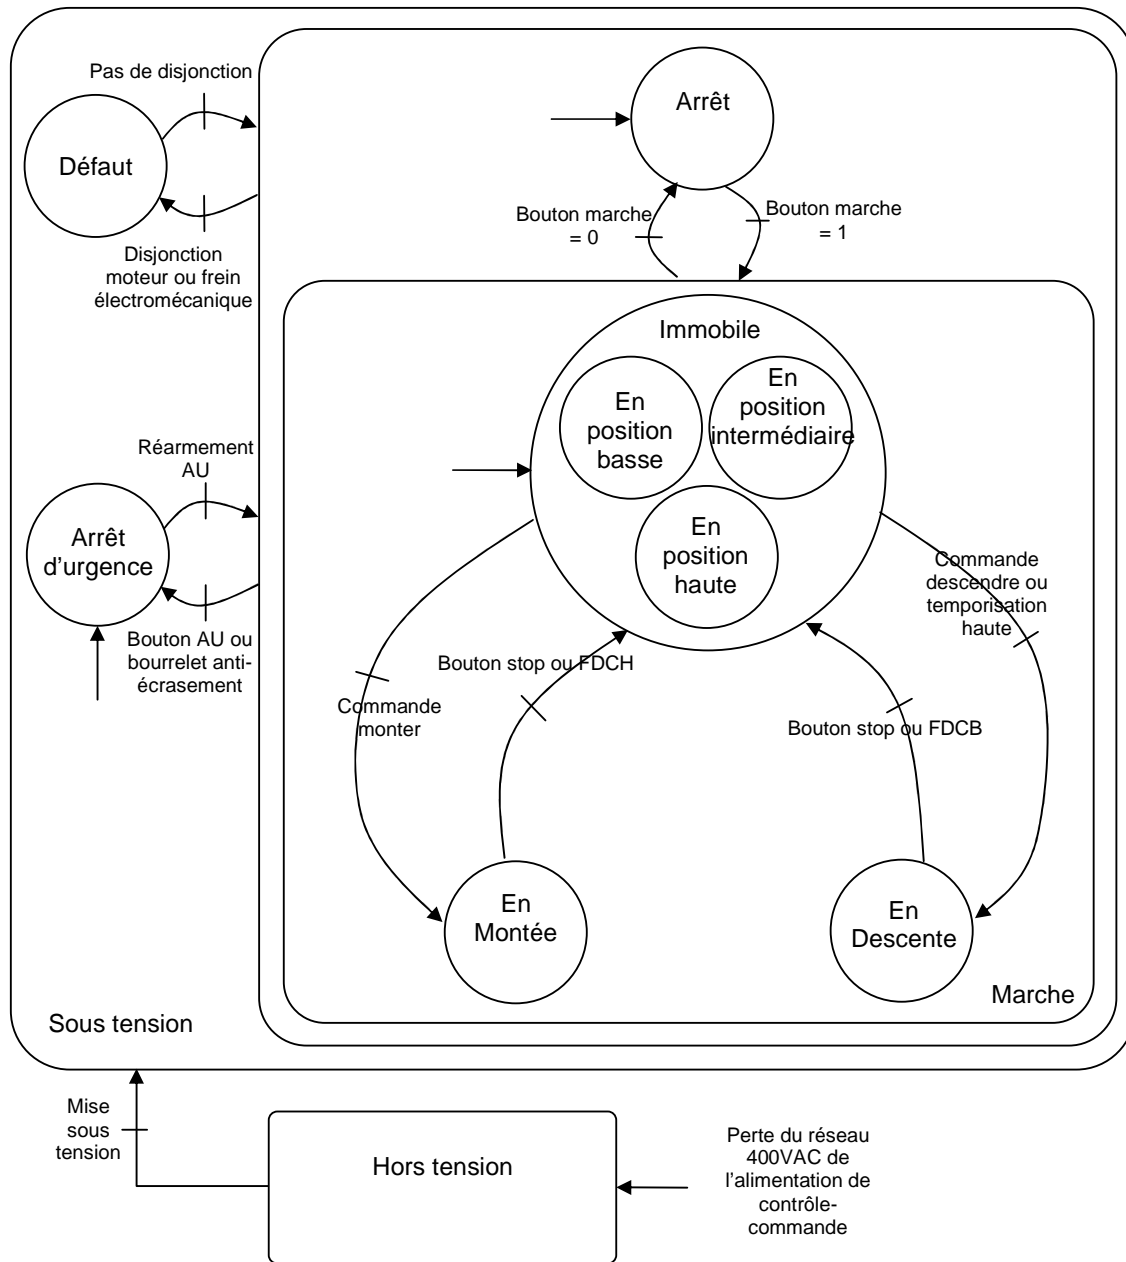 Pas de disjonction
Défaut
Disjonction
moteur ou frein
électromécanique
Arrêt
Bouton marche
= 0
Bouton marche
= 1
Immobile
En
position
basse
En
position
intermédiaire
En
position
haute
Réarmement
AU
Arrêt
d'urgence
Bouton AU ou
bourrelet anti-
écrasement
Commande
descendre ou
temporisation
haute
Bouton stop ou FDCH
Commande
monter
Bouton stop ou FDCB
En
Montée
En
Descente
Marche
Sous tension
Mise
sous
tension
Hors tension
Perte du réseau
400VAC de
l'alimentation de
contrôle-
commande